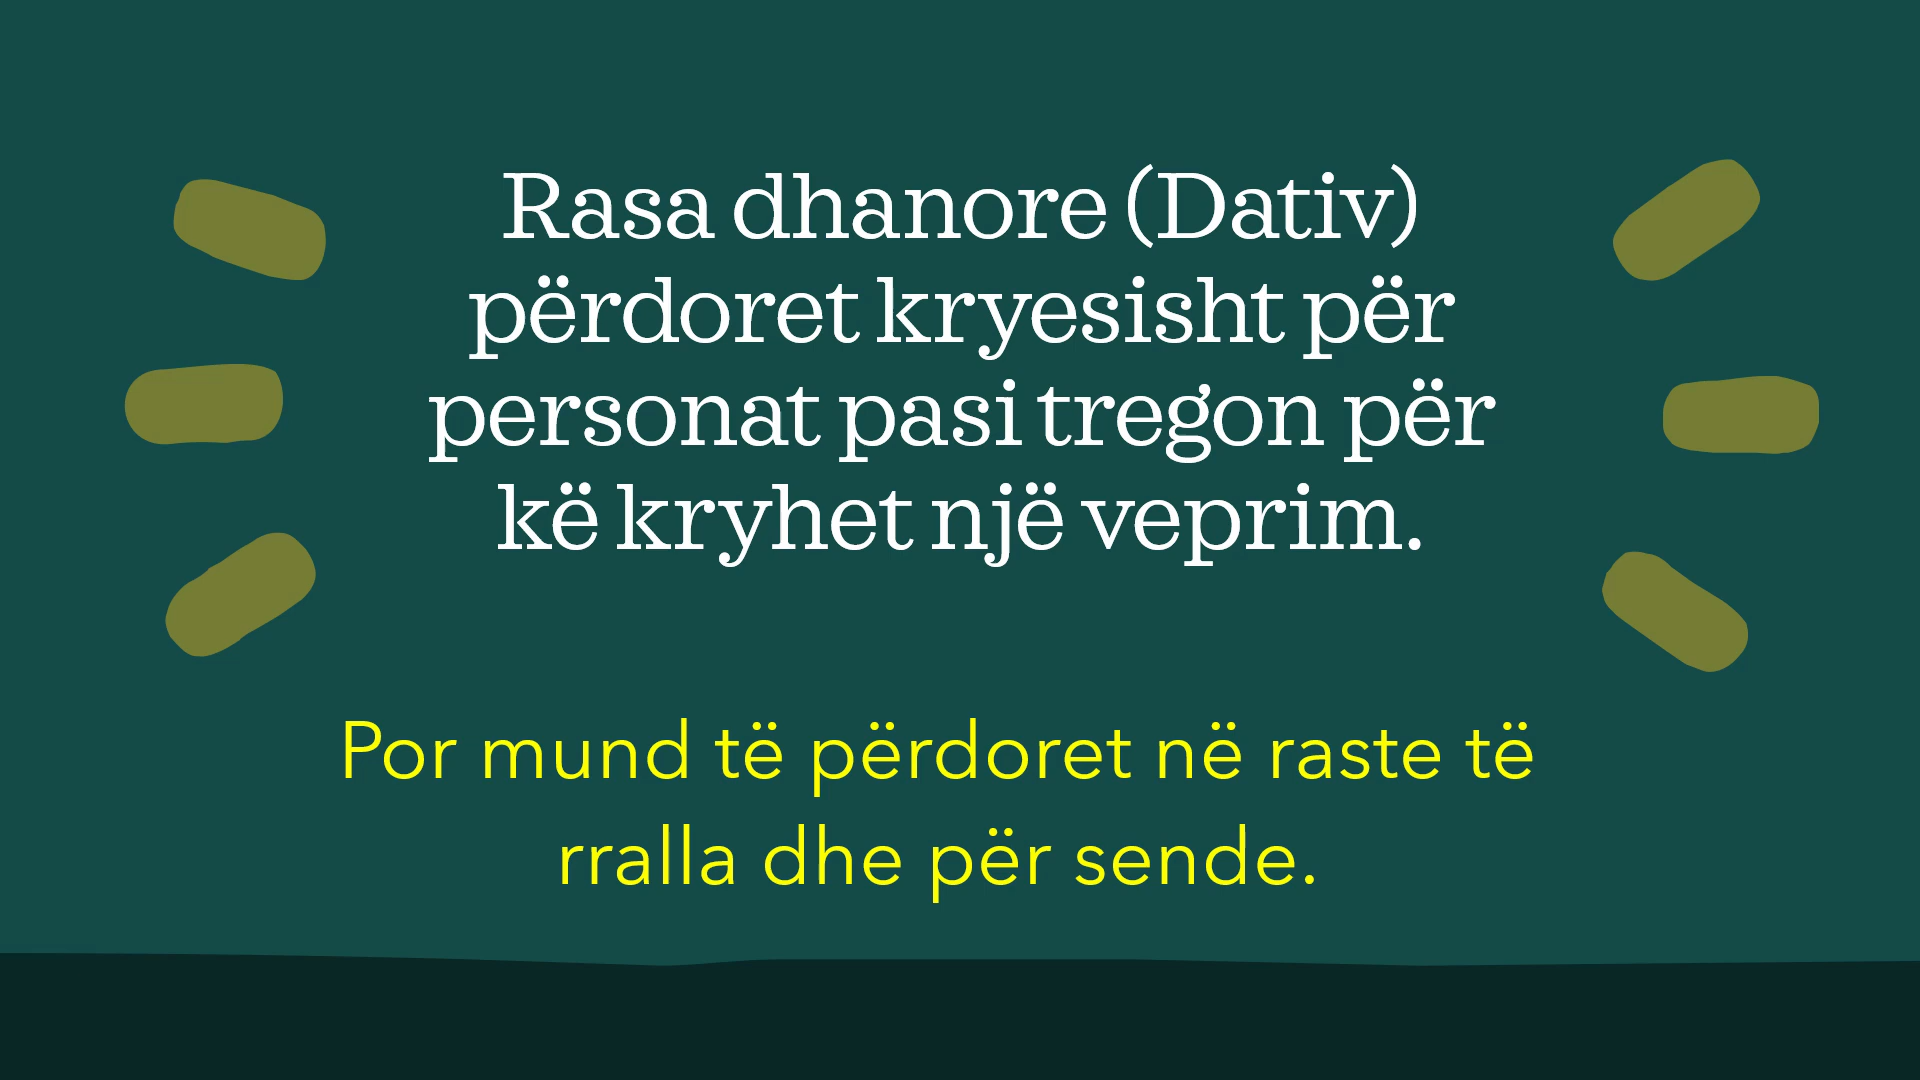 Rasa dhanore (Dativ)
përdoret kryesisht për
personat pasi tregon për
kë kryhet një veprim.
Por mund të përdoret në raste të
rralla dhe për sende.